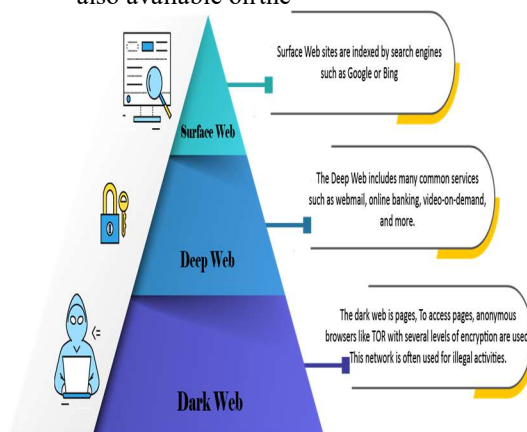 also available on the
Surface Web sites are indexed by search engines
such as Google or Bing
Surface Web
The Deep Web includes many common services
such as webmail, online banking, video-on-demand,
and more.
Deep Web
The dark web is pages, To access pages, anonymous
browsers like TOR with several levels of encryption are used
This network is often used for illegal activities.
<=
Dark Web